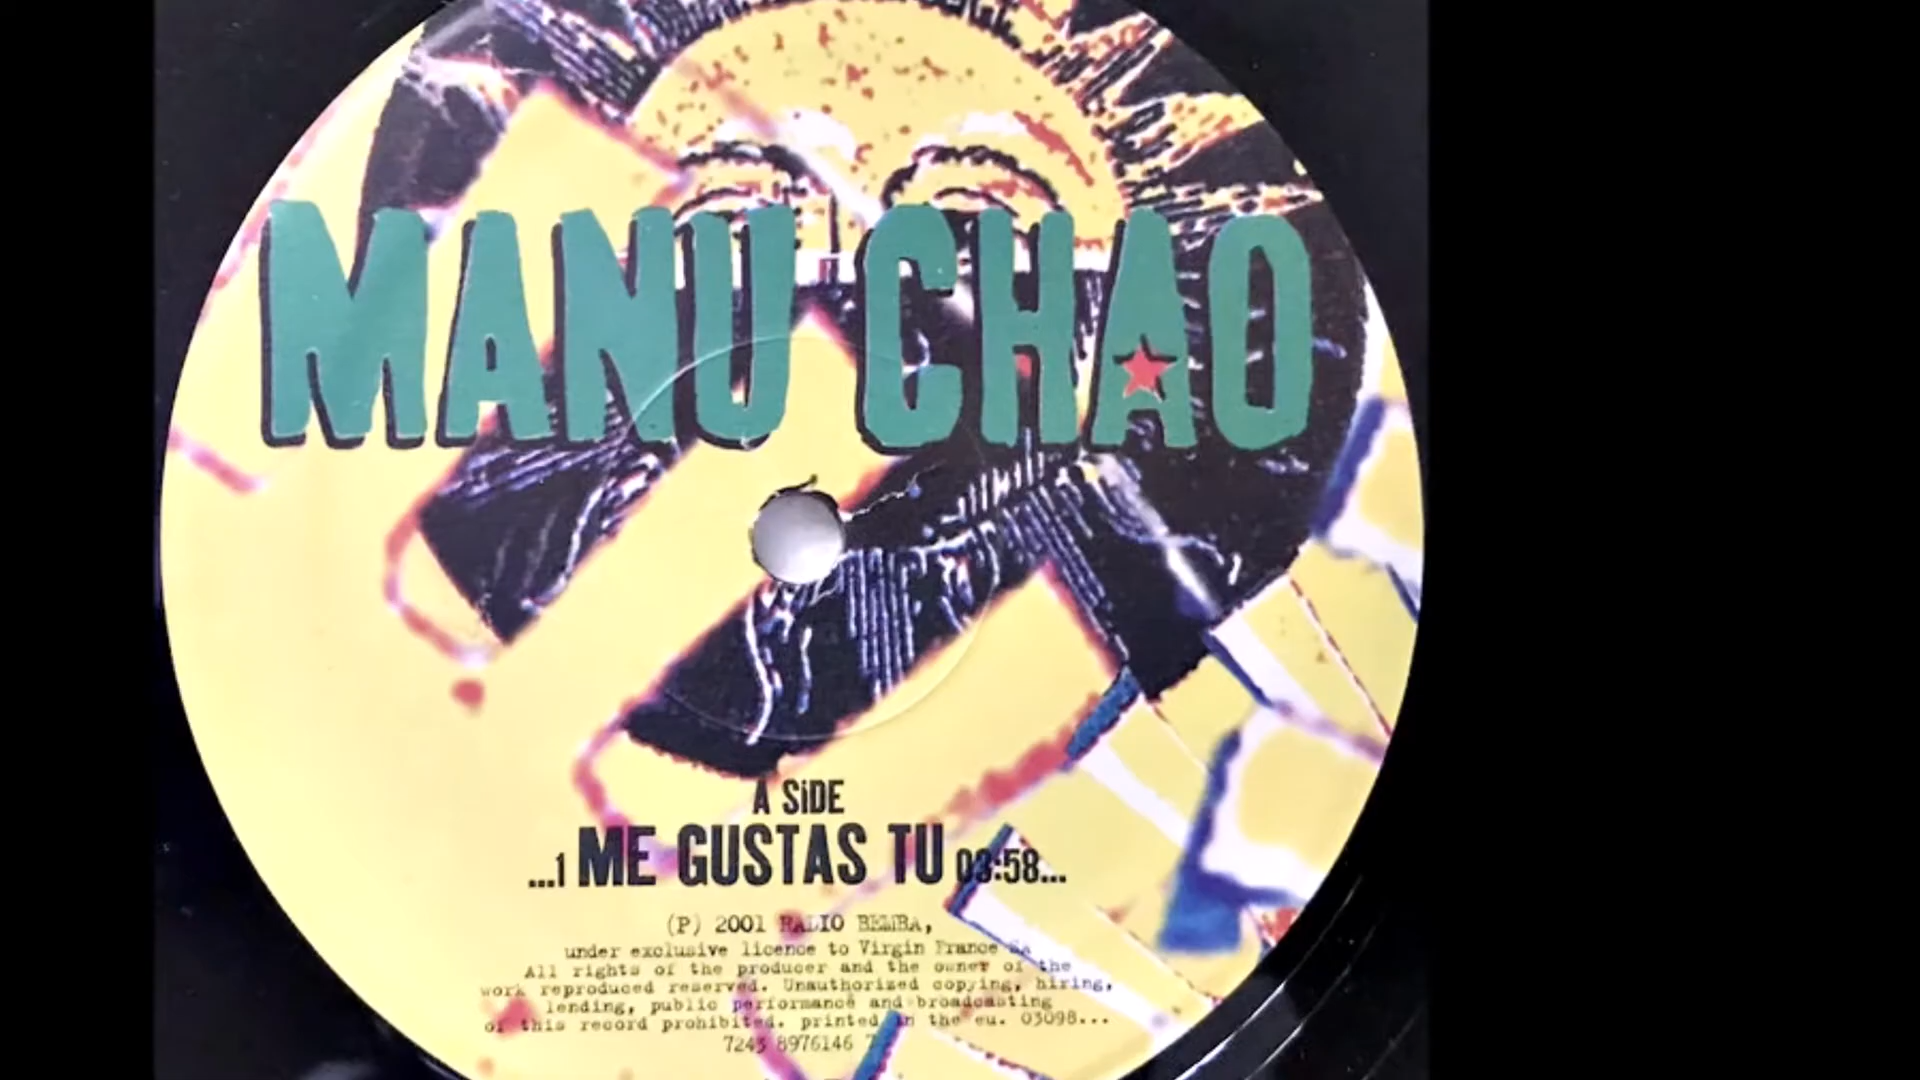 MANU CHAO
A SiDE
...1 ME GUSTAS TU 03:58...
(P) 2001 RADIO BEMBA,
under exclusive licence to Virgin France Sa
All rights of the producer and the owner of the
work reproduced reserved. Unauthorized copying, hiring,
lending, public performance and broadcasting
of this record prohibited. printed in the eu. 03098...
7243 8976146 7